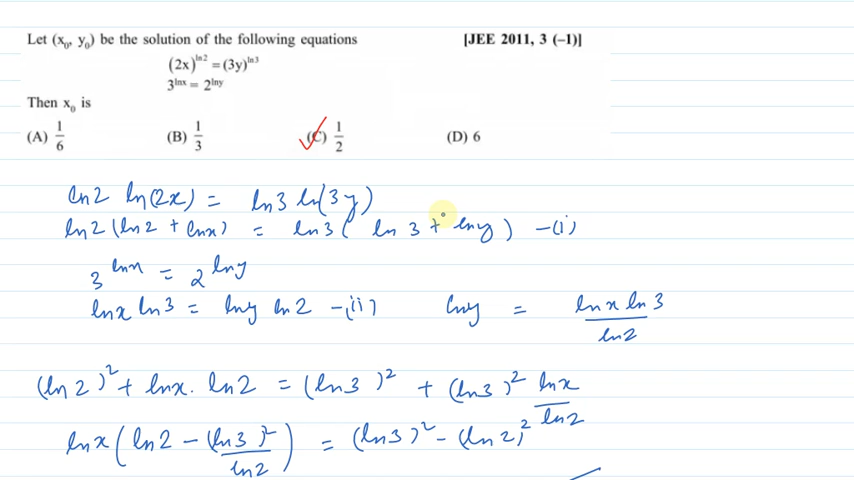 Let (x₀, y₀) be the solution of the following equations [JEE 2011, 3 (–1)]
(2x)^ln2 = (3y)^ln3
3^lnx = 2^lny
Then x₀ is
(A) 1/6 (B) 1/3 (C) 1/2 (D) 6
ln2 ln(2x) = ln3 ln(3y)
ln2 (ln2 + lnx) = ln3 ( ln3 + lny ) –(i)
3^lnx = 2^lny
lnx ln3 = lny ln2 –(ii) lny = lnx ln3 / ln2
(ln2)² + lnx. ln2 = (ln3)² + (ln3)² lnx / ln2
lnx ( ln2 – (ln3)² / ln2 ) = (ln3)² – (ln2)²